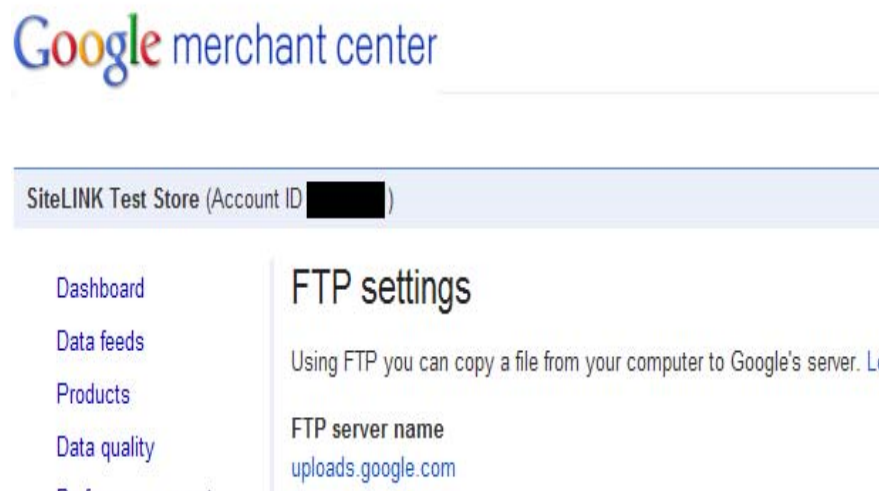 Google merchant center
SiteLINK Test Store (Account ID )
Dashboard
Data feeds
Products
Data quality
FTP settings
Using FTP you can copy a file from your computer to Google's server.
FTP server name
uploads.google.com